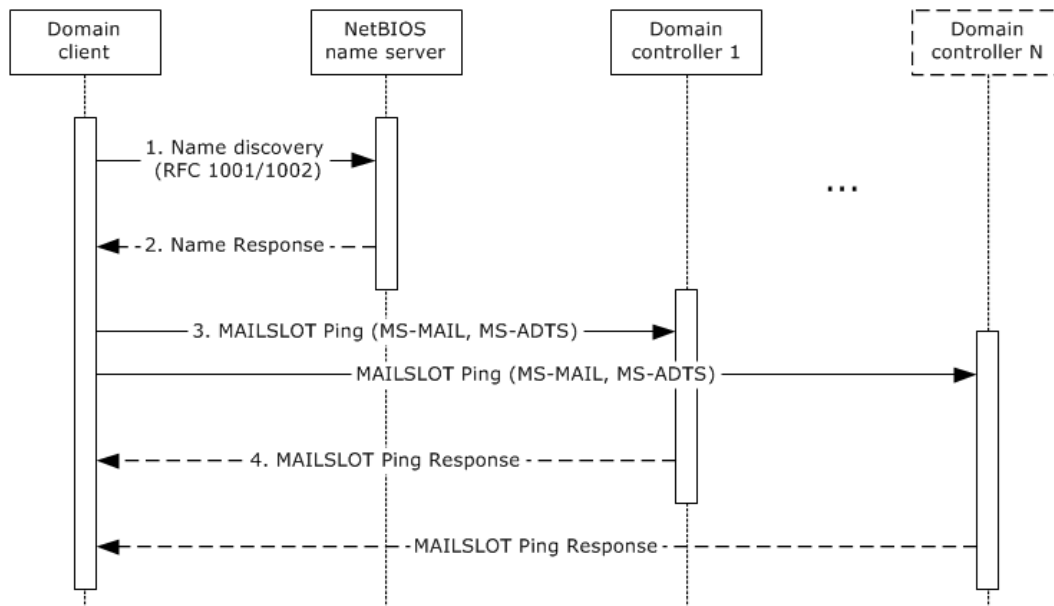 Domain
client
NetBIOS
name server
Domain
controller 1
Domain
controller N
1. Name discovery
(RFC 1001/1002)
...
2. Name Response
3. MAILSLOT Ping (MS-MAIL, MS-ADTS)
MAILSLOT Ping (MS-MAIL, MS-ADTS)
4. MAILSLOT Ping Response
MAILSLOT Ping Response